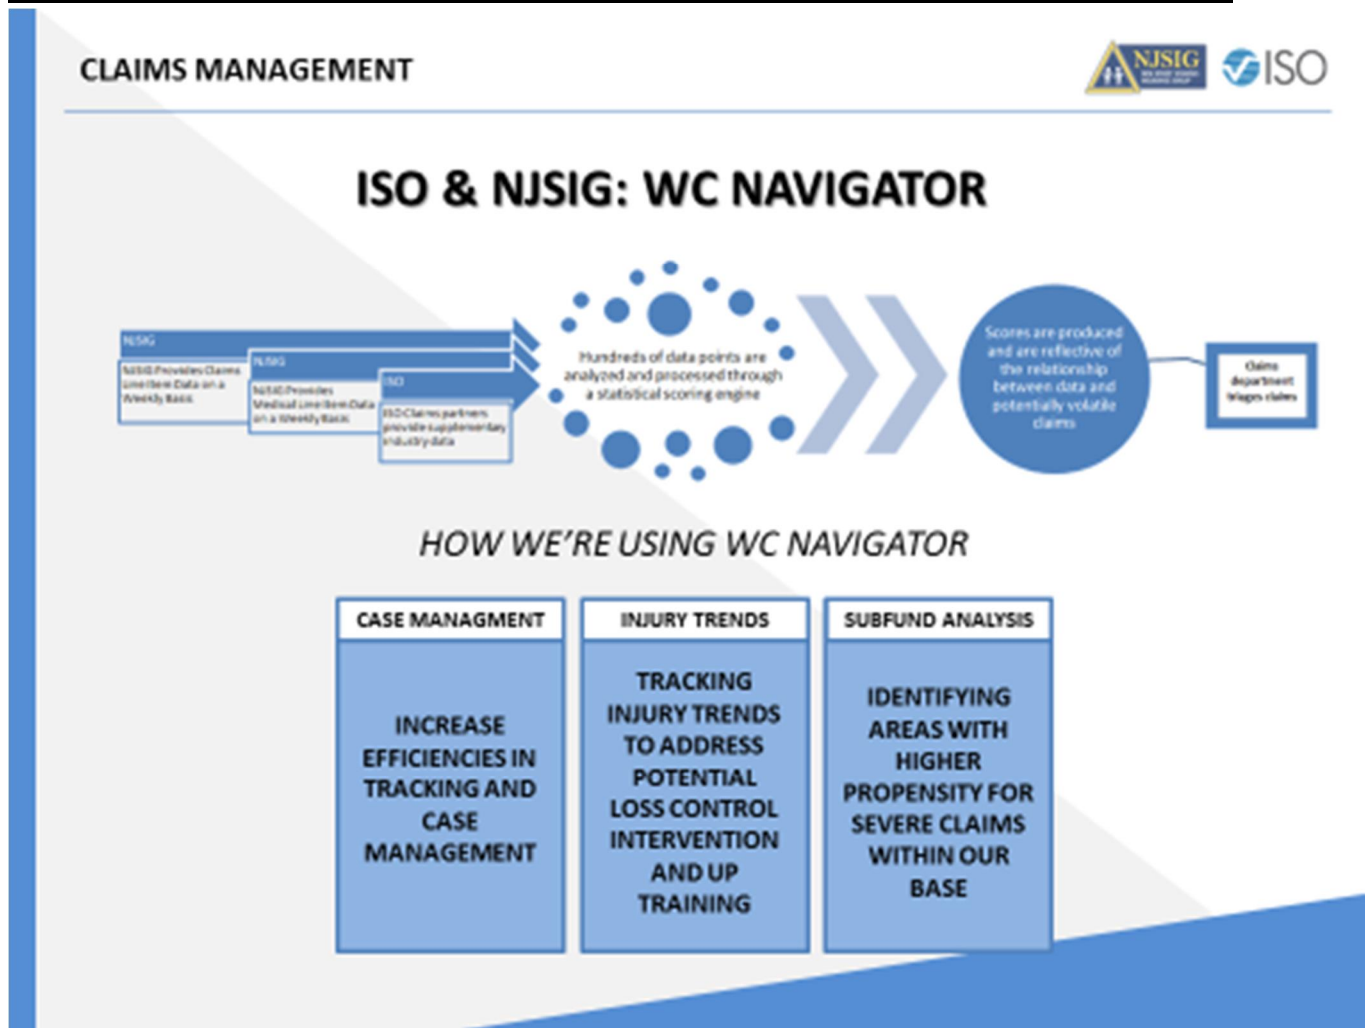 CLAIMS MANAGEMENT
NJSIG
ISO
ISO & NJSIG: WC NAVIGATOR
NJSIG
NJSIG Provides Claims
Line Item Data on a
Weekly Basis
NJSIG
NJSIG Provides
Medical Line Item Data
on a Weekly Basis
ISO
ISO Claims partners
provide supplementary
industry data
Hundreds of data points are
analyzed and processed through
a statistical scoring engine
Scores are produced
and are reflective of
the relationship
between data and
potentially volatile
claims
Claims
department
triages claims
HOW WE'RE USING WC NAVIGATOR
CASE MANAGMENT
INCREASE
EFFICIENCIES IN
TRACKING AND
CASE
MANAGEMENT
INJURY TRENDS
TRACKING
INJURY TRENDS
TO ADDRESS
POTENTIAL
LOSS CONTROL
INTERVENTION
AND UP
TRAINING
SUBFUND ANALYSIS
IDENTIFYING
AREAS WITH
HIGHER
PROPENSITY FOR
SEVERE CLAIMS
WITHIN OUR
BASE